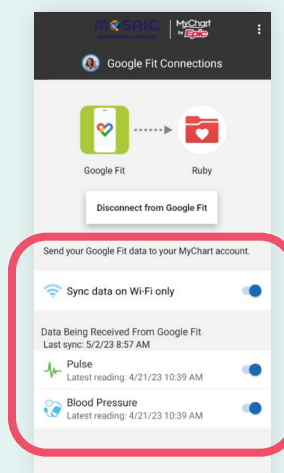 MOSAIC
COMMUNITY HEALTH
MyChart
by Epic
Google Fit Connections
Google Fit
Ruby
Disconnect from Google Fit
Send your Google Fit data to your MyChart account.
Sync data on Wi-Fi only
Data Being Received From Google Fit
Last sync: 5/2/23 8:57 AM
Pulse
Latest reading: 4/21/23 10:39 AM
Blood Pressure
Latest reading: 4/21/23 10:39 AM